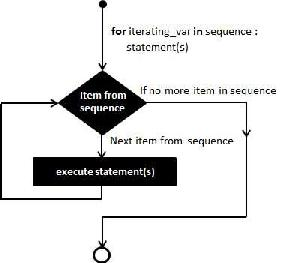 for iterating_var in sequence :
statement(s)
Item from
sequence
If no more item in sequence
Next item from sequence
execute statement(s)